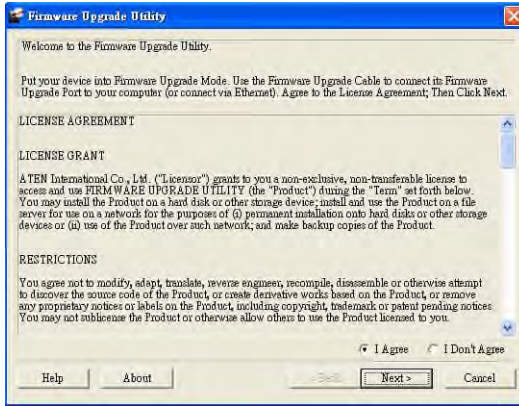 Firmware Upgrade Utility
Welcome to the Firmware Upgrade Utility.
Put your device into Firmware Upgrade Mode. Use the Firmware Upgrade Cable to connect its Firmware
Upgrade Port to your computer (or connect via Ethernet). Agree to the License Agreement; Then Click Next.
LICENSE AGREEMENT
LICENSE GRANT
ATEN International Co., Ltd. ("Licensor") grants to you a non-exclusive, non-transferable license to
access and use FIRMWARE UPGRADE UTILITY (the "Product") during the "Term" set forth below.
You may install the Product on a hard disk or other storage device; install and use the Product on a file
server for use on a network for the purposes of (i) permanent installation onto hard disks or other storage
devices or (ii) use of the Product over such network; and make backup copies of the Product.
RESTRICTIONS
You agree not to modify, adapt, translate, reverse engineer, recompile, disassemble or otherwise attempt
to discover the source code of the Product, or create derivative works based on the Product, or remove
any proprietary notices or labels on the Product, including copyright, trademark or patent pending notices.
You may not sublicense the Product or otherwise allow others to use the Product licensed to you.
I Agree I Don't Agree
Help About < Back Next > Cancel